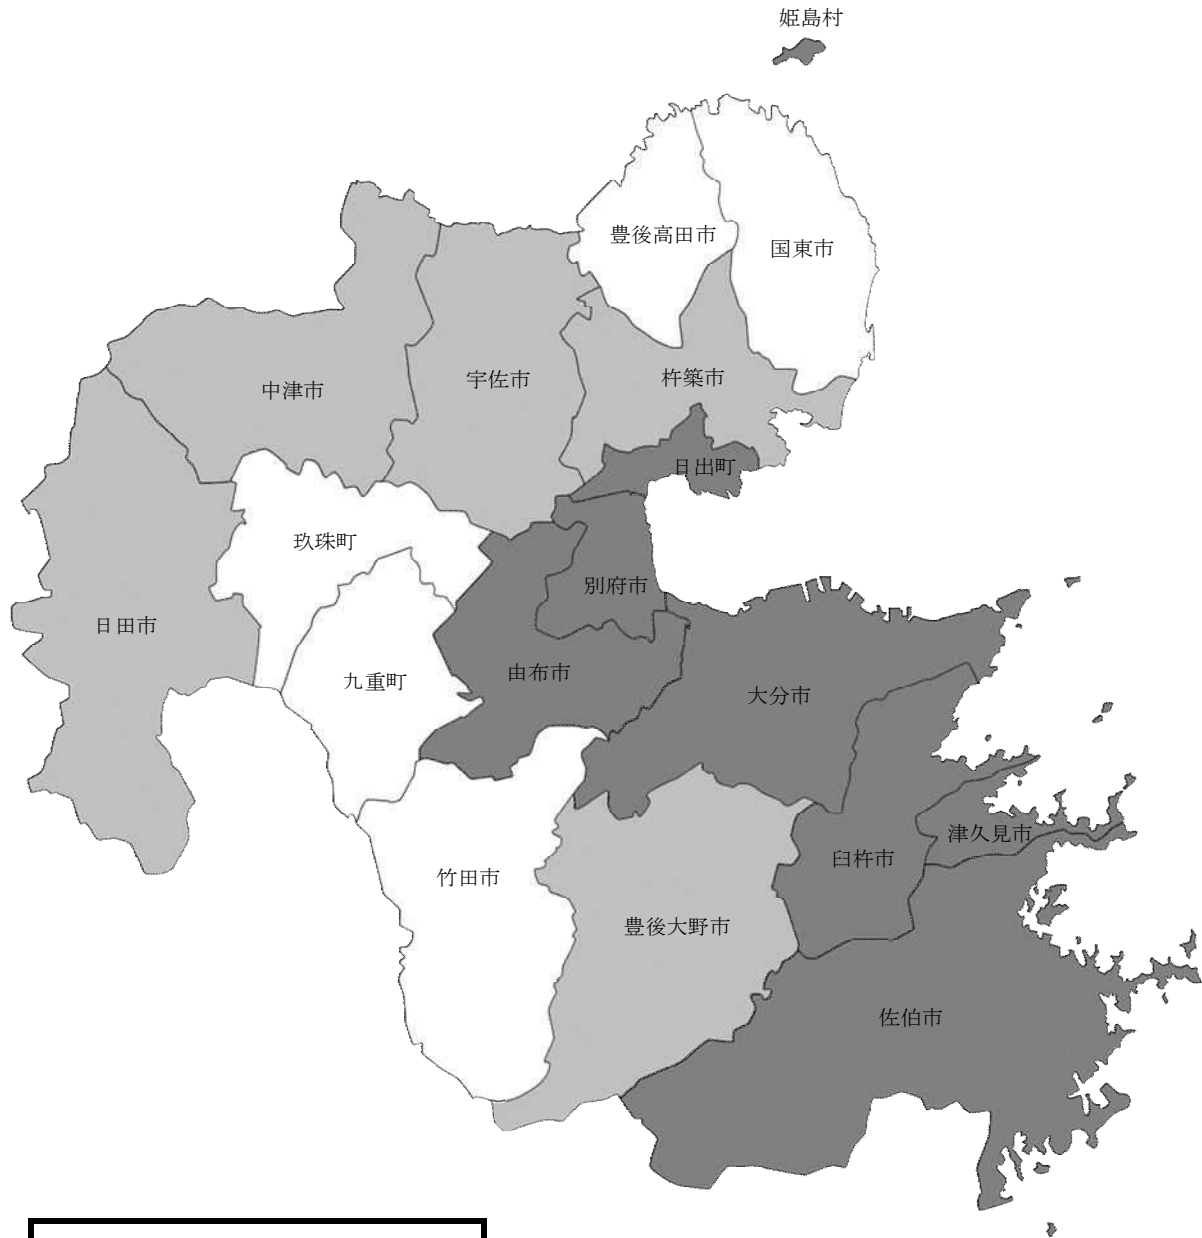 姫島村
豊後高田市
国東市
中津市
宇佐市
杵築市
日出町
玖珠町
別府市
日田市
九重町
由布市
大分市
津久見市
臼杵市
竹田市
豊後大野市
佐伯市